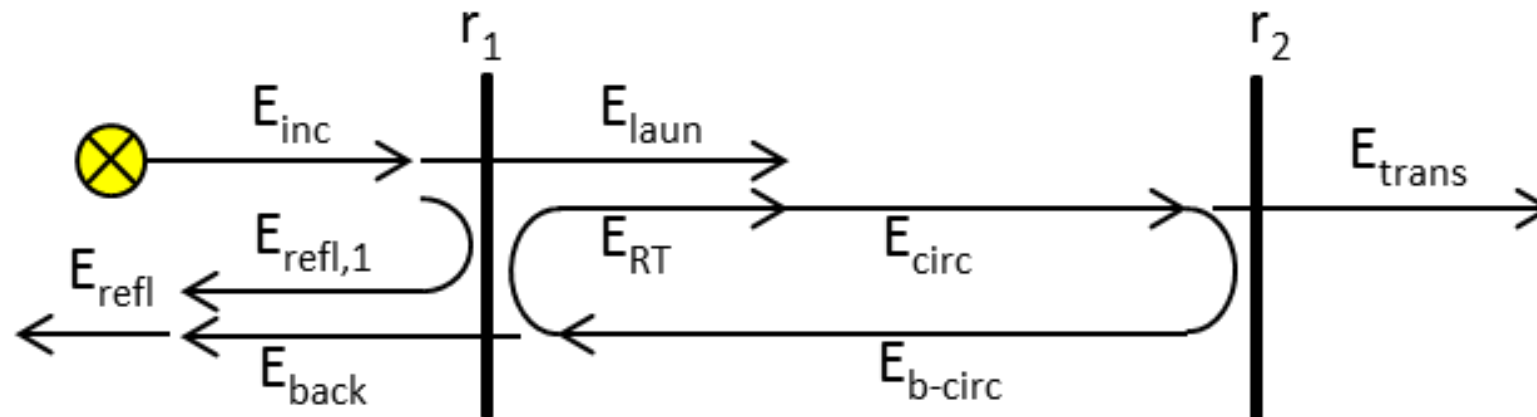 r1 r2
Einc Elaun Etrans
Erefl,1 ERT Ecirc
Erefl
Eback Eb-circ